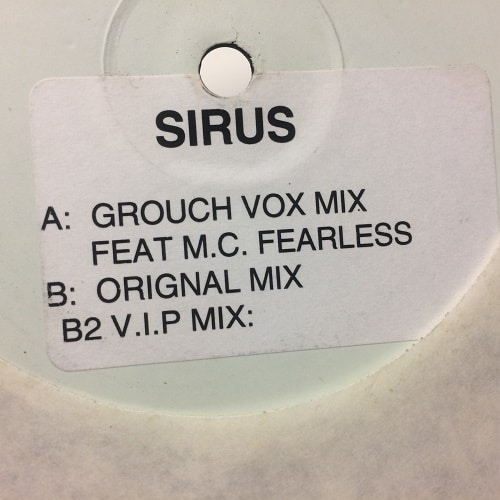 SIRUS
A: GROUCH VOX MIX
FEAT M.C. FEARLESS
B: ORIGNAL MIX
B2 V.I.P MIX: